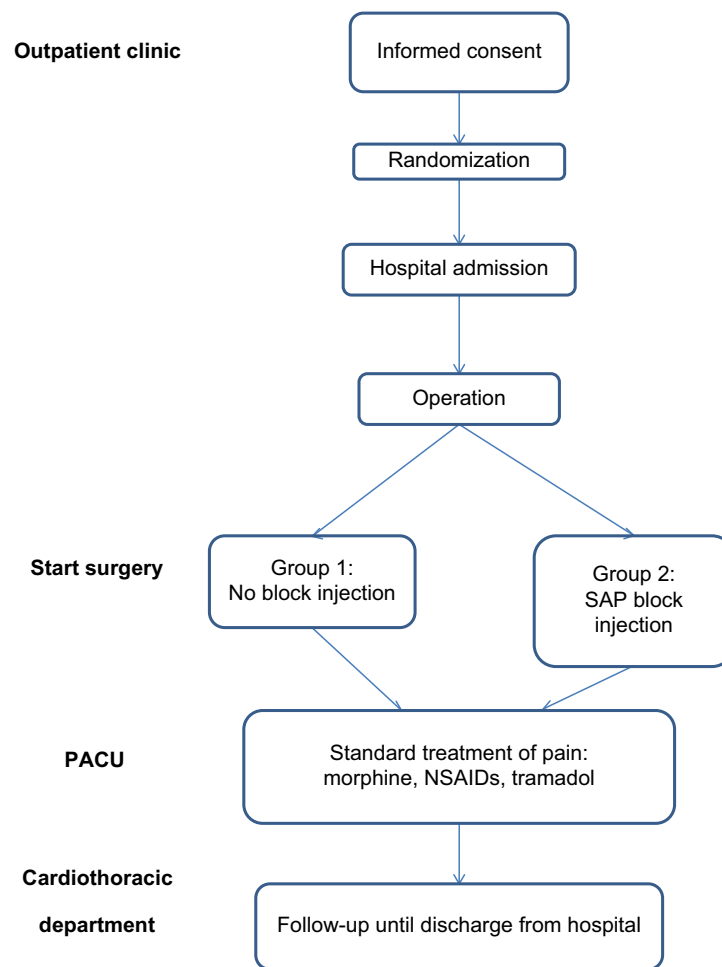 Outpatient clinic
Informed consent
Randomization
Hospital admission
Operation
Start surgery
Group 1:
No block injection
Group 2:
SAP block
injection
PACU
Standard treatment of pain:
morphine, NSAIDs, tramadol
Cardiothoracic
department
Follow-up until discharge from hospital